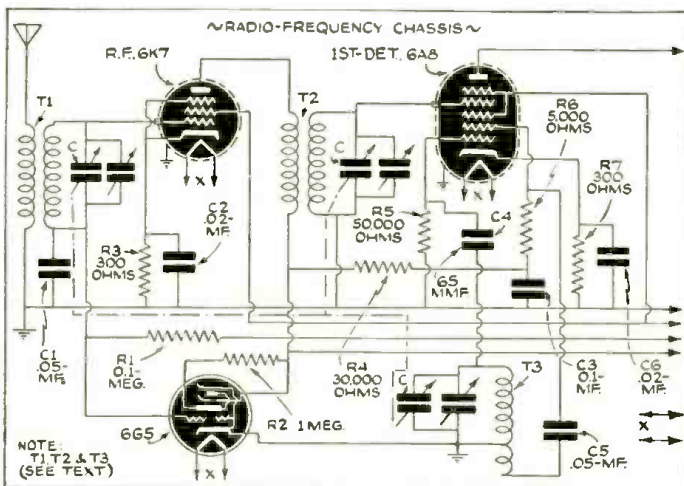 ~RADIO-FREQUENCY CHASSIS~
R.F., 6K7
1ST-DET., 6A8
T1
T2
R6
5,000
OHMS
C
C
R7
300
OHMS
X
X
C2
.02-
MF.
R5
50,000
OHMS
C4
R3
300
OHMS
65
MMF.
C1
.05-
MF.
R1
0.1-
MEG.
R4
30,000
OHMS
C3
0.1-
MF.
C6
.02-
MF.
C
T3
R2 1 MEG.
6G5
X
X
C5
.05-MF.
NOTE:
T1, T2 & T3
(SEE TEXT)